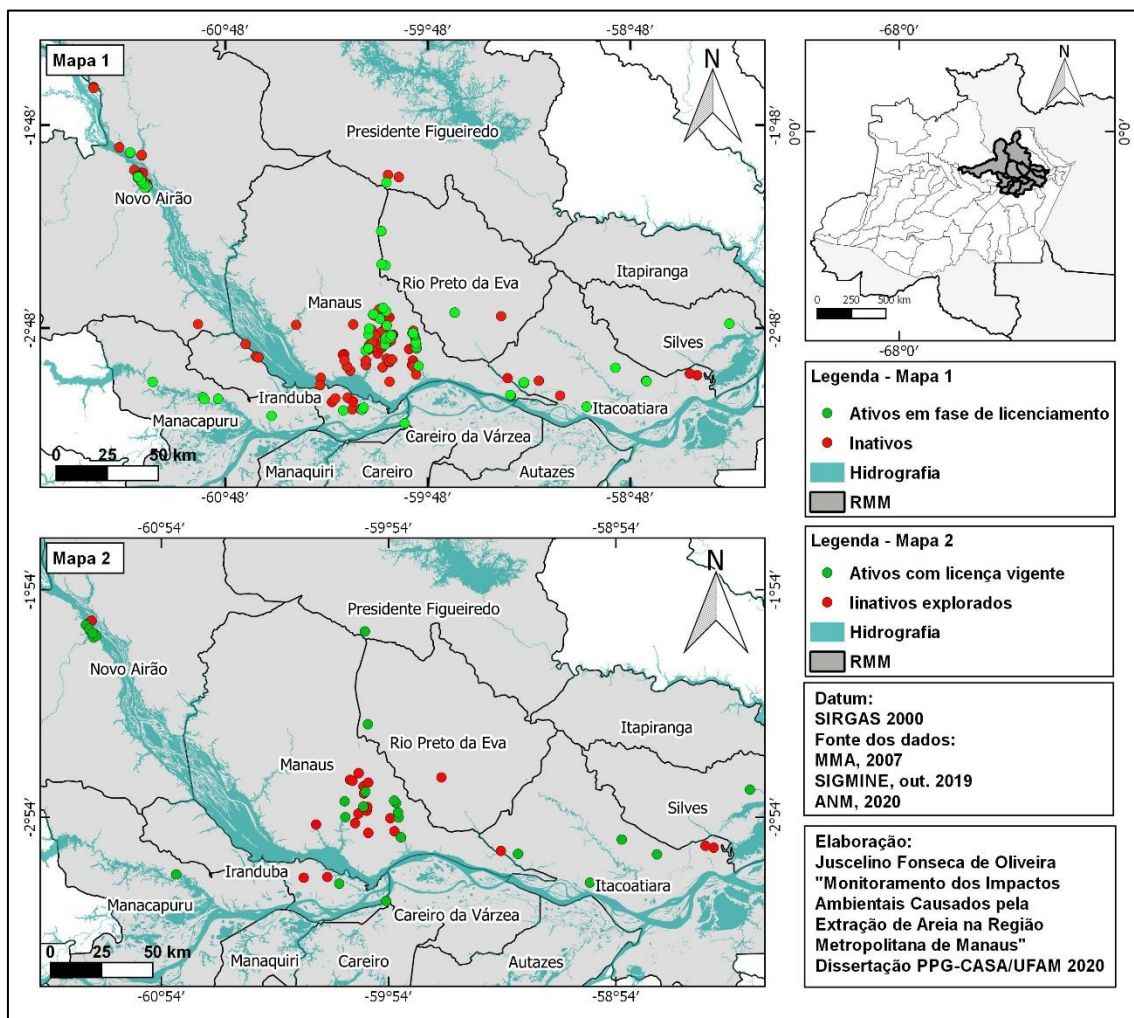 -60°48'
-59°48'
-58°48'
Mapa 1
N
-1°48'
-1°48'
Presidente Figueiredo
Novo Airão
Itapiranga
Rio Preto da Eva
Manaus
-2°48'
-2°48'
Silves
Iranduba
Itacoatiara
Manacapuru
Careiro da Várzea
Manaquiri
Careiro
Autazes
0 25 50 km
-60°48'
-59°48'
-58°48'
-68°0'
N
0°0'
0°0'
0 250 500 km
-68°0'
Legenda - Mapa 1
Ativos em fase de licenciamento
Inativos
Hidrografia
RMM
-60°54'
-59°54'
-58°54'
Mapa 2
N
-1°54'
-1°54'
Presidente Figueiredo
Novo Airão
Itapiranga
Rio Preto da Eva
Manaus
Silves
-2°54'
-2°54'
Iranduba
Itacoatiara
Manacapuru
Careiro da Várzea
Manaquiri
Careiro
Autazes
0 25 50 km
-60°54'
-59°54'
-58°54'
Legenda - Mapa 2
Ativos com licença vigente
Iinativos explorados
Hidrografia
RMM
Datum:
SIRGAS 2000
Fonte dos dados:
MMA, 2007
SIGMINE, out. 2019
ANM, 2020
Elaboração:
Juscelino Fonseca de Oliveira
"Monitoramento dos Impactos
Ambientais Causados pela
Extração de Areia na Região
Metropolitana de Manaus"
Dissertação PPG-CASA/UFAM 2020